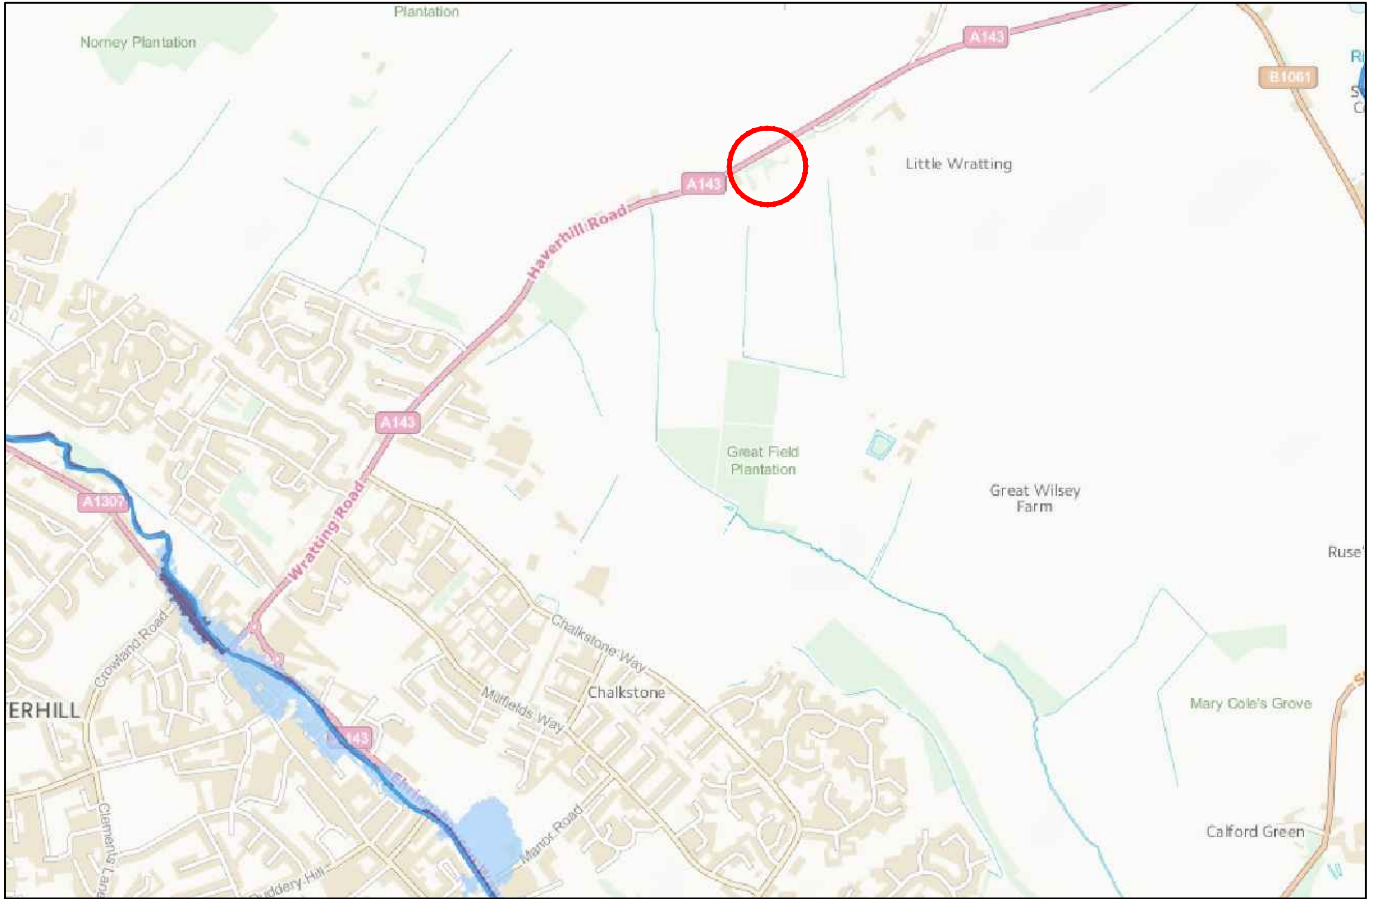 Plantation
Norney Plantation
A143
B1061
Ri
S
C
Little Wratting
A143
Haverhill Road
A143
Great Field
Plantation
Great Wilsey
Farm
A1307
Wratting Road
Ruse'
Crowland Road
Chalkstone Way
Chalkstone
Millfields Way
Mary Cole's Grove
ERHILL
A143
Manor Road
Clements Lane
Calford Green